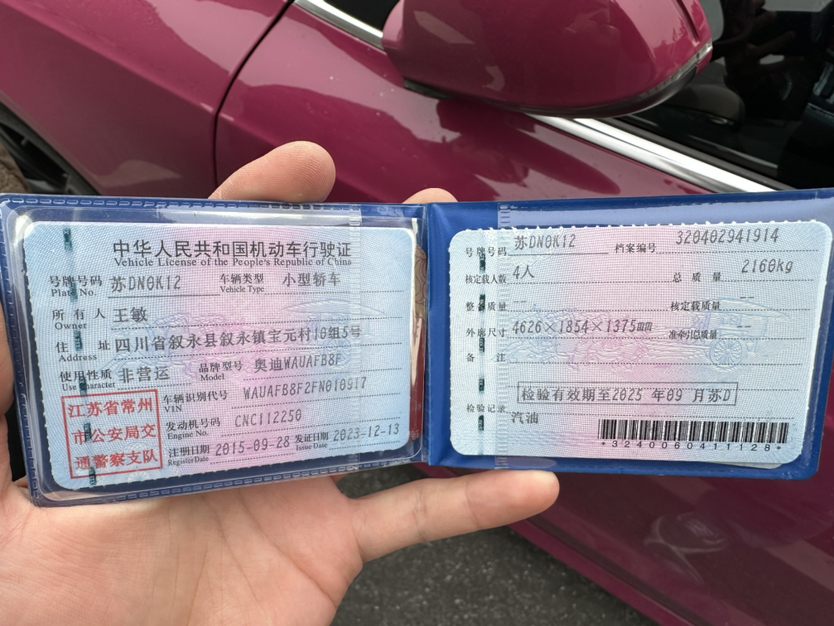 中华人民共和国机动车行驶证
Vehicle License of the People's Republic of China
号牌号码 苏DN0K12 车辆类型 小型轿车
Plate No. Vehicle Type
所有人 王敏
Owner
住址 四川省叙永县叙永镇宝元村10组5号
Address
使用性质 非营运 品牌型号 奥迪WAUAFB8F
Use Character Model
江苏省常州
市公安局交
通警察支队
车辆识别代号 WAUAFB8F2FN010917
VIN
发动机号码 CNC112250
Engine No.
注册日期 2015-09-28 发证日期 2023-12-13
Register Date Issue Date
号牌号码 苏DN0K12 档案编号 320402941914
核定载人数 4人 总质量 2160kg
整备质量 -- 核定载质量 --
外廓尺寸 4626×1854×1375mm 准牵引总质量 --
备注
检验有效期至2025年09月苏D
检验记录
汽油
*3240060411128*